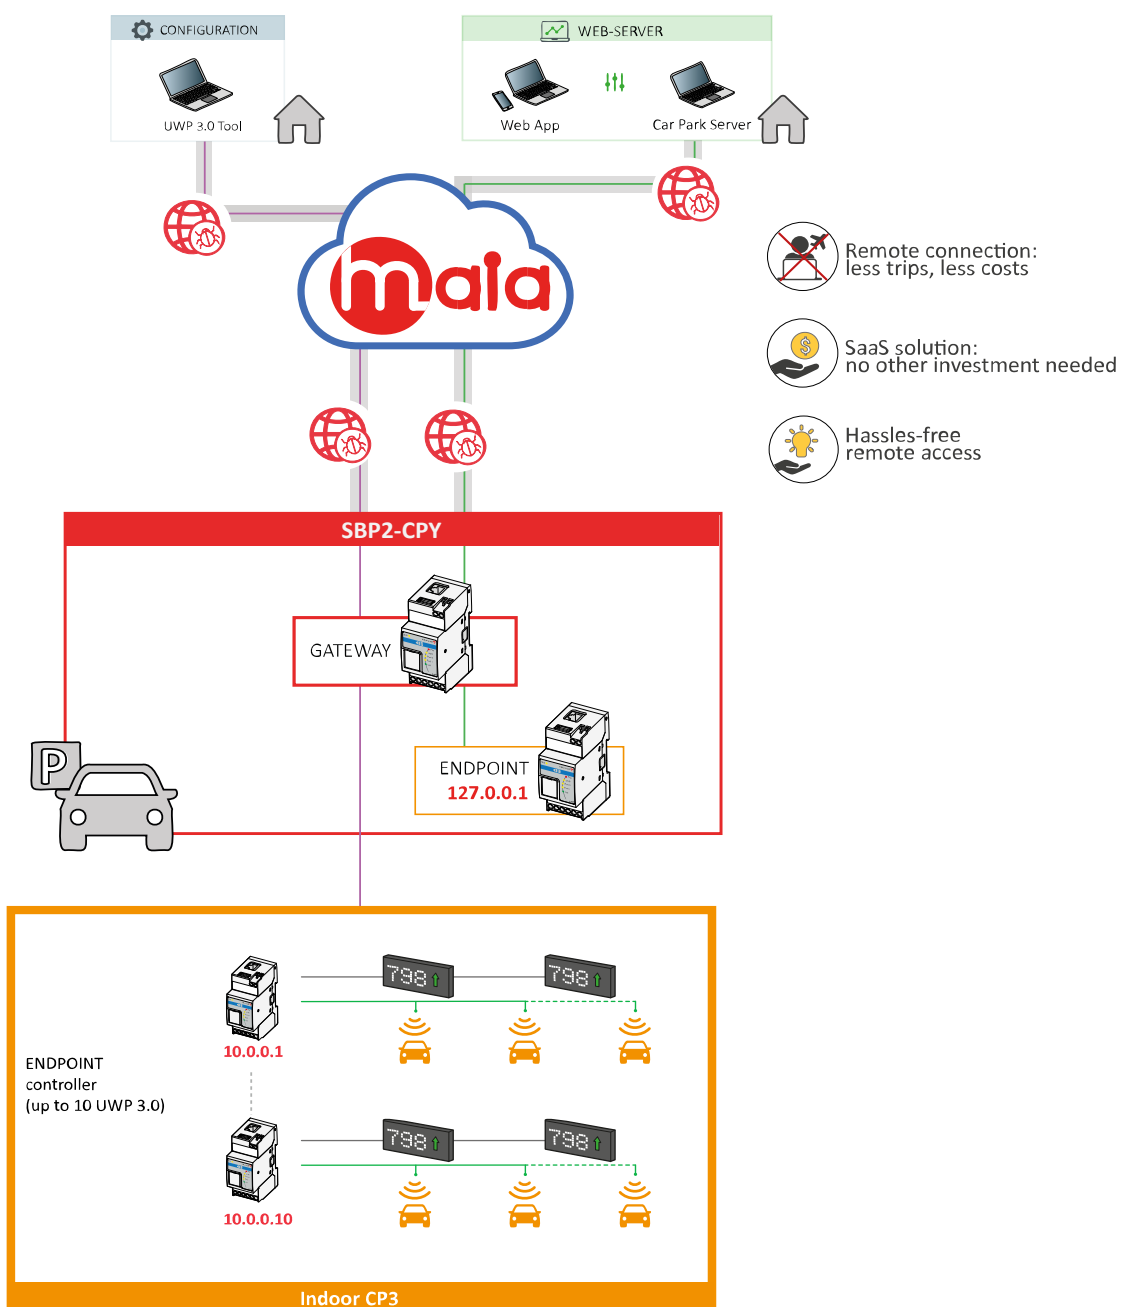 CONFIGURATION
UWP 3.0 Tool
WEB-SERVER
Web App
Car Park Server
maia
Remote connection:
less trips, less costs
$
SaaS solution:
no other investment needed
Hassles-free
remote access
SBP2-CPY
GATEWAY
ENDPOINT
127.0.0.1
P
798
798
10.0.0.1
ENDPOINT
controller
(up to 10 UWP 3.0)
798
798
10.0.0.10
Indoor CP3